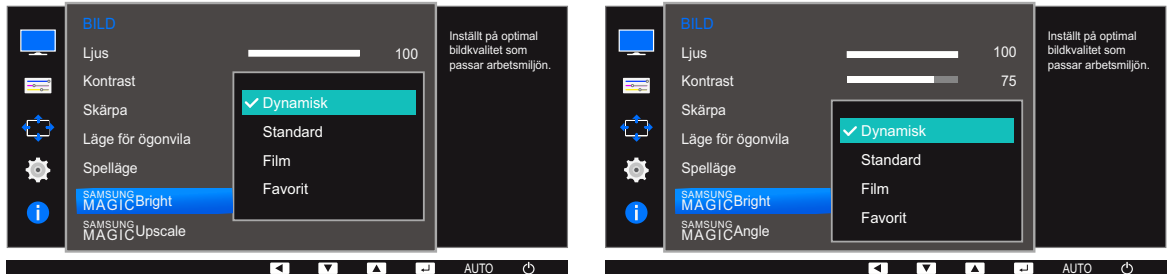 BILD
Ljus 100
Kontrast
Skärpa
Läge för ögonvila
Spelläge
SAMSUNG MAGIC Bright
SAMSUNG MAGIC Upscale
Dynamisk
Standard
Film
Favorit
Inställt på optimal
bildkvalitet som
passar arbetsmiljön.
AUTO
BILD
Ljus 100
Kontrast 75
Skärpa
Läge för ögonvila
Spelläge
SAMSUNG MAGIC Bright
SAMSUNG MAGIC Angle
Dynamisk
Standard
Film
Favorit
Inställt på optimal
bildkvalitet som
passar arbetsmiljön.
AUTO